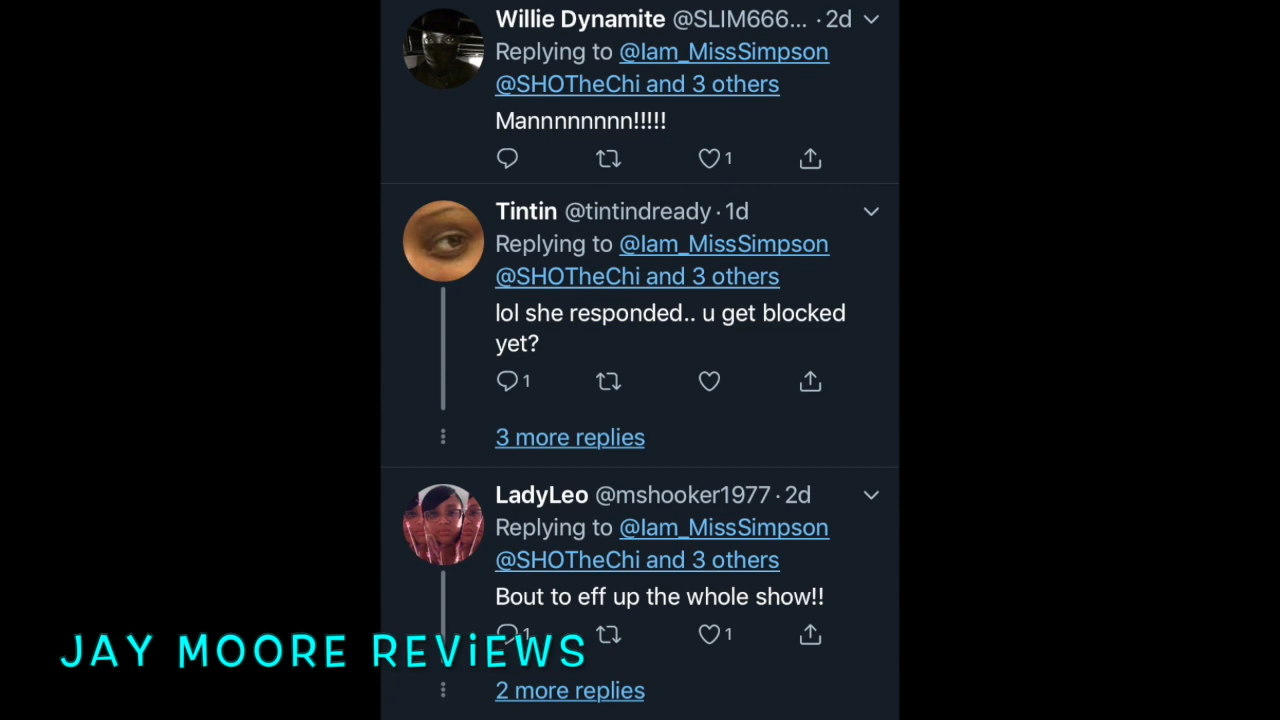 Willie Dynamite @SLIM666... · 2d
Replying to @Iam_MissSimpson
@SHOTheChi and 3 others
Mannnnnnnn!!!!!
1
Tintin @tintindready · 1d
Replying to @Iam_MissSimpson
@SHOTheChi and 3 others
lol she responded.. u get blocked
yet?
1
3 more replies
LadyLeo @mshooker1977 · 2d
Replying to @Iam_MissSimpson
@SHOTheChi and 3 others
Bout to eff up the whole show!!
1 1
JAY MOORE REViEWS
2 more replies